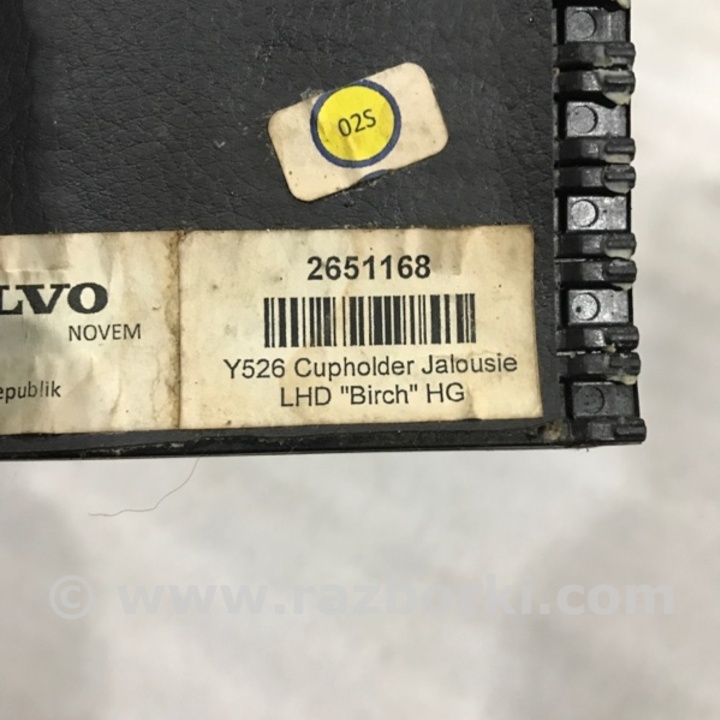 02S
LVO
NOVEM
epublik
2651168
Y526 Cupholder Jalousie
LHD "Birch" HG
© www.razborki.com